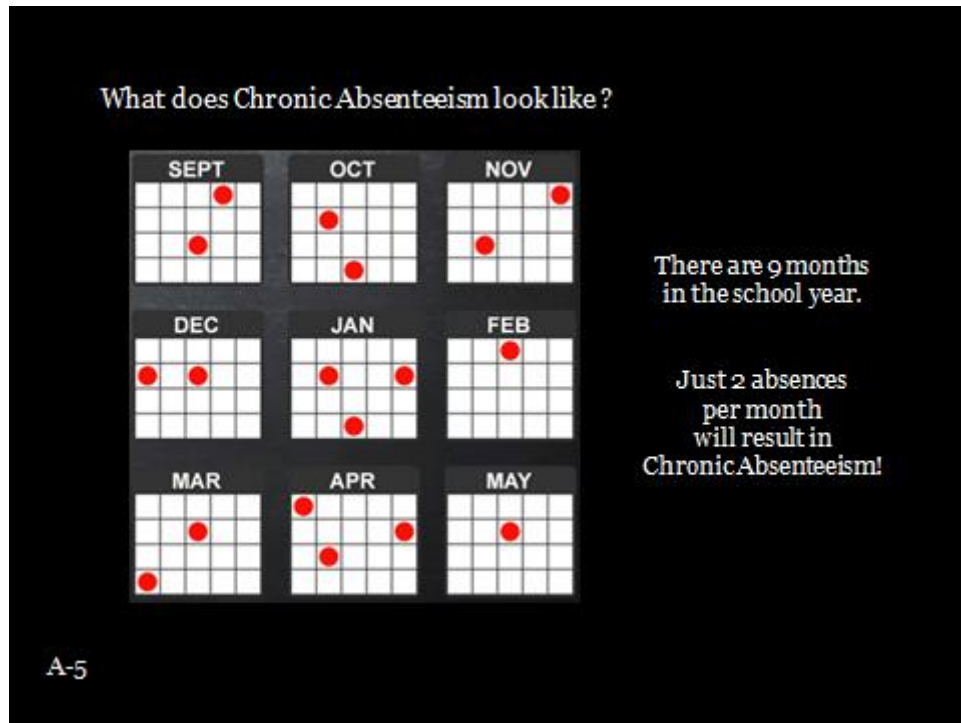 What does Chronic Absenteeism look like ?
SEPT OCT NOV
DEC JAN FEB
MAR APR MAY
There are 9 months
in the school year.
Just 2 absences
per month
will result in
Chronic Absenteeism!
A-5